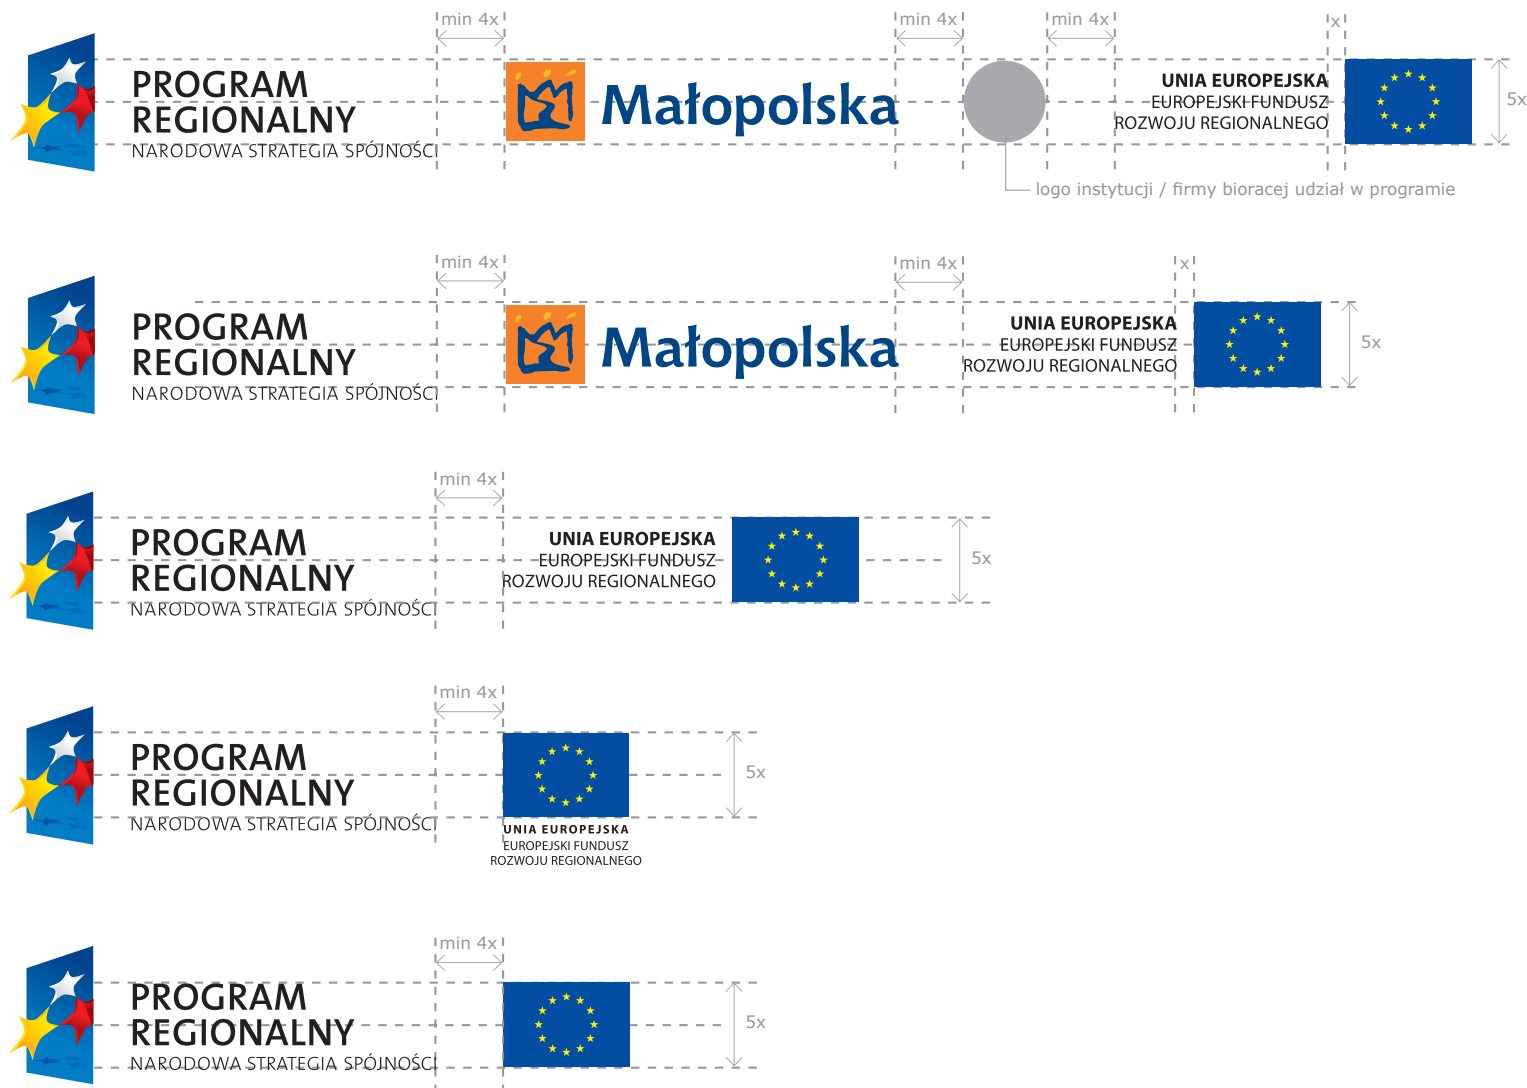 min 4x
min 4x
min 4x
x
PROGRAM
REGIONALNY
NARODOWA STRATEGIA SPÓJNOŚCI
Małopolska
UNIA EUROPEJSKA
EUROPEJSKI FUNDUSZ
ROZWOJU REGIONALNEGO
5x
logo instytucji / firmy bioracej udział w programie
min 4x
min 4x
x
PROGRAM
REGIONALNY
NARODOWA STRATEGIA SPÓJNOŚCI
Małopolska
UNIA EUROPEJSKA
EUROPEJSKI FUNDUSZ
ROZWOJU REGIONALNEGO
5x
min 4x
PROGRAM
REGIONALNY
NARODOWA STRATEGIA SPÓJNOŚCI
UNIA EUROPEJSKA
EUROPEJSKI FUNDUSZ
ROZWOJU REGIONALNEGO
5x
min 4x
PROGRAM
REGIONALNY
NARODOWA STRATEGIA SPÓJNOŚCI
5x
UNIA EUROPEJSKA
EUROPEJSKI FUNDUSZ
ROZWOJU REGIONALNEGO
min 4x
PROGRAM
REGIONALNY
NARODOWA STRATEGIA SPÓJNOŚCI
5x